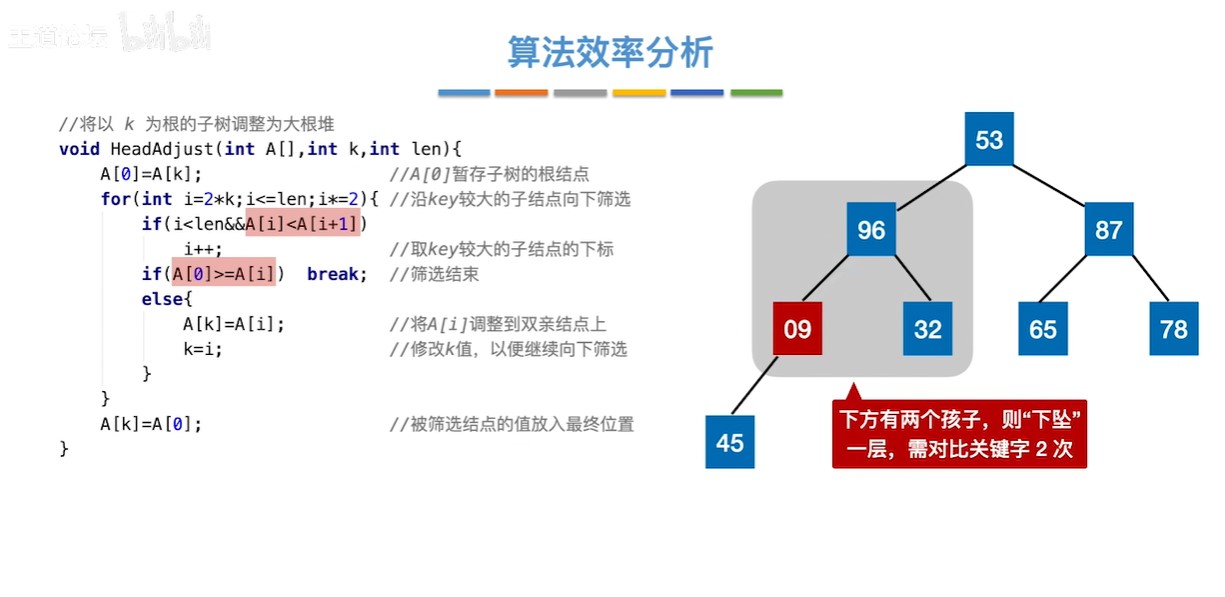 王道论坛 bilibili
算法效率分析
//将以 k 为根的子树调整为大根堆
void HeadAdjust(int A[],int k,int len){
A[0]=A[k]; //A[0]暂存子树的根结点
for(int i=2*k;i<=len;i*=2){ //沿key较大的子结点向下筛选
if(i<len&&A[i]<A[i+1])
i++; //取key较大的子结点的下标
if(A[0]>=A[i]) break; //筛选结束
else{
A[k]=A[i]; //将A[i]调整到双亲结点上
k=i; //修改k值，以便继续向下筛选
}
}
A[k]=A[0]; //被筛选结点的值放入最终位置
}
53
96 87
09 32 65 78
45
下方有两个孩子，则“下坠”
一层，需对比关键字 2 次